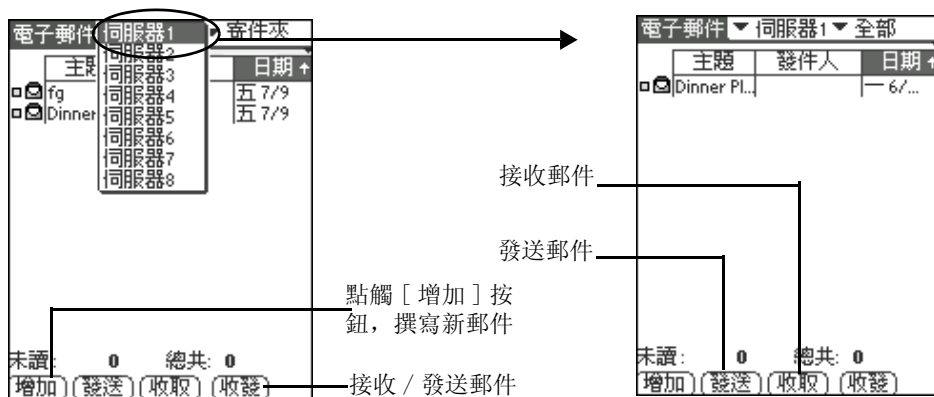 電子郵件 伺服器1 寄件夾
伺服器2
伺服器3
伺服器4
伺服器5
伺服器6
伺服器7
伺服器8
日期
fg 五 7/9
Dinner 五 7/9
未讀: 0 總共: 0
增加 發送 收取 收發
點觸［增加］按
鈕，撰寫新郵件
接收 / 發送郵件
接收郵件
發送郵件
電子郵件 伺服器1 全部
主題 發件人 日期
Dinner Pl... 一 6/...
未讀: 0 總共: 0
增加 發送 收取 收發